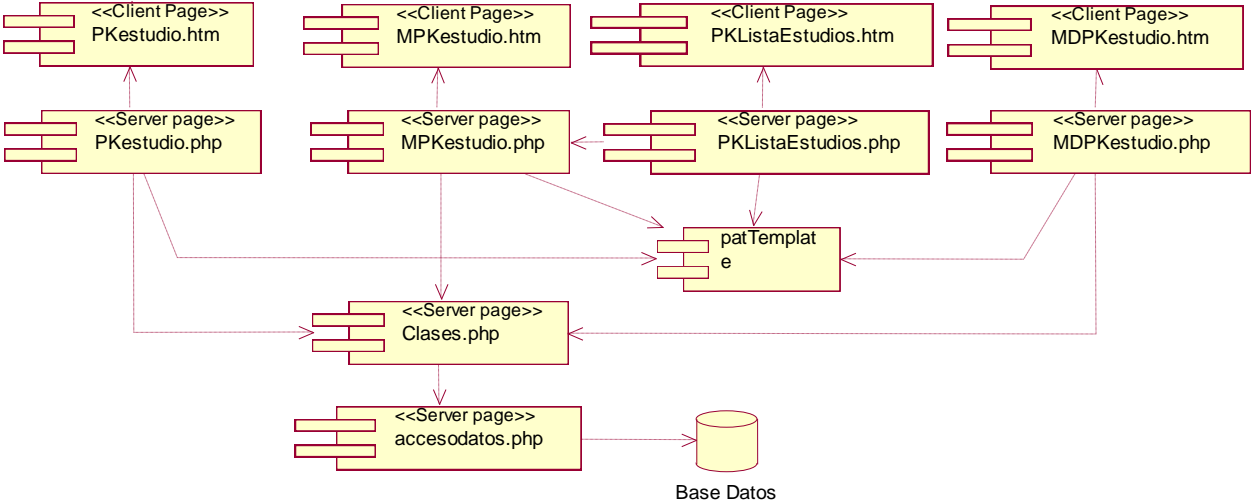 <<Client Page>>
PKestudio.htm
<<Client Page>>
MPKestudio.htm
<<Client Page>>
PKListaEstudios.htm
<<Client Page>>
MDPKestudio.htm
<<Server page>>
PKestudio.php
<<Server page>>
MPKestudio.php
<<Server page>>
PKListaEstudios.php
<<Server page>>
MDPKestudio.php
patTemplat
e
<<Server page>>
Clases.php
<<Server page>>
accesodatos.php
Base Datos